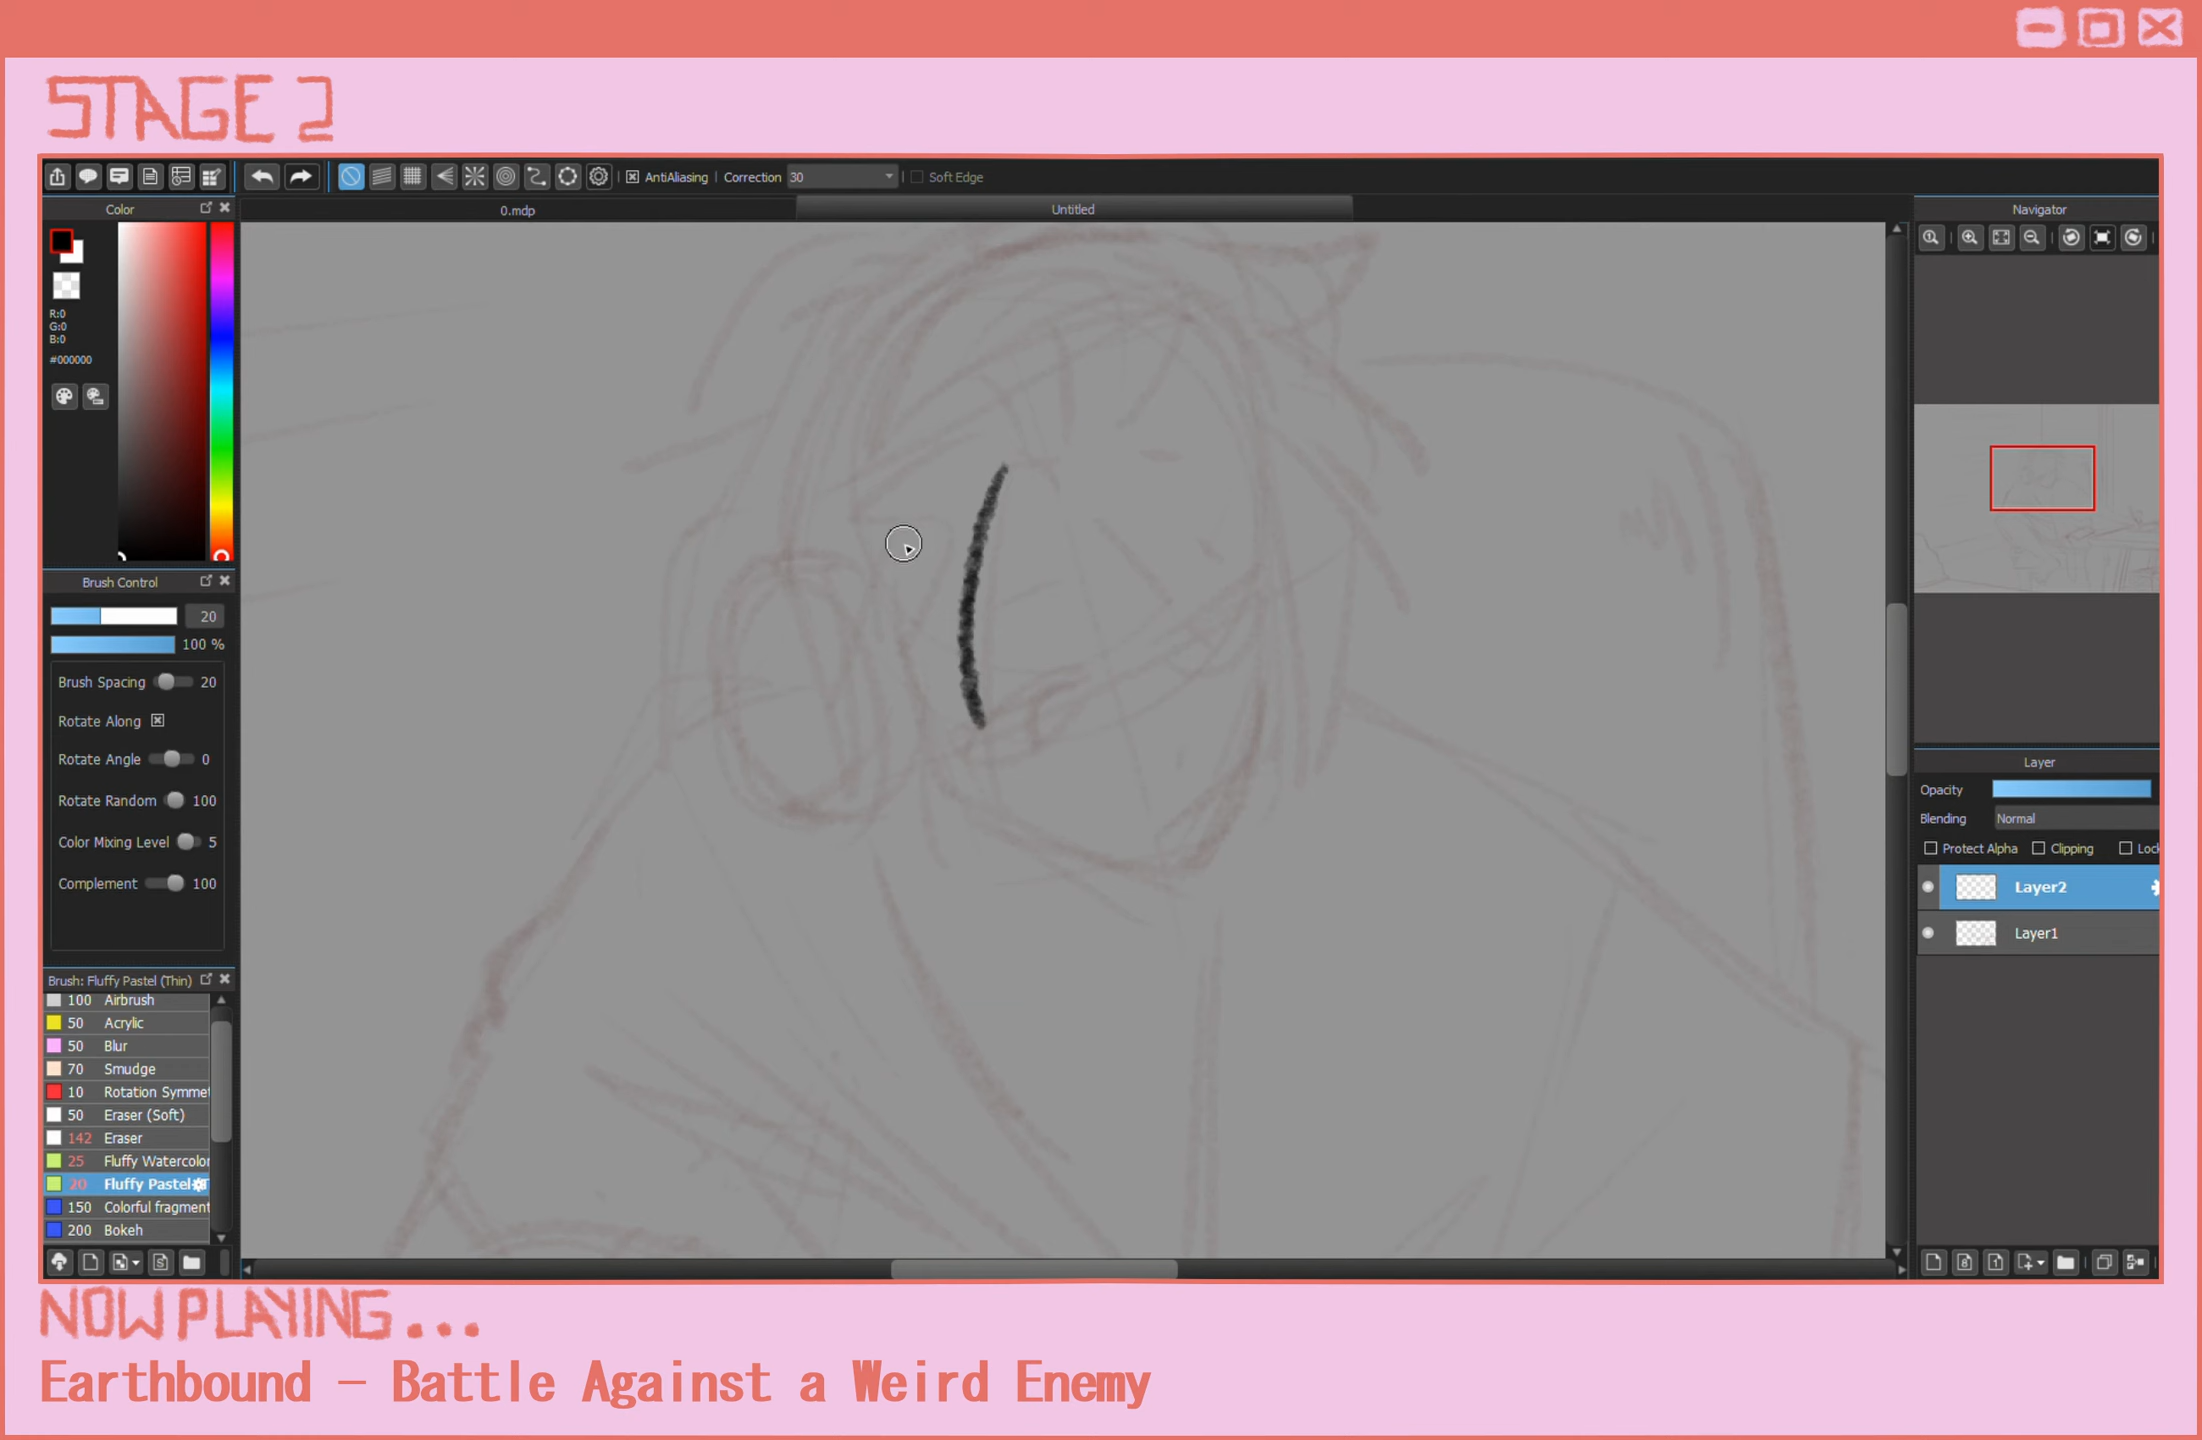 STAGE 2
AntiAliasing
Correction 30
Soft Edge
Color
0.mdp
Untitled
Navigator
R:0
G:0
B:0
#000000
Brush Control
20
100 %
Brush Spacing 20
Rotate Along
Rotate Angle 0
Rotate Random 100
Color Mixing Level 5
Complement 100
Brush: Fluffy Pastel (Thin)
100 Airbrush
50 Acrylic
50 Blur
70 Smudge
10 Rotation Symme
50 Eraser (Soft)
142 Eraser
25 Fluffy Watercolor
20 Fluffy Pastel
150 Colorful fragment
200 Bokeh
Layer
Opacity
Blending Normal
Protect Alpha
Clipping
Loc
Layer2
Layer1
NOW PLAYING...
Earthbound – Battle Against a Weird Enemy